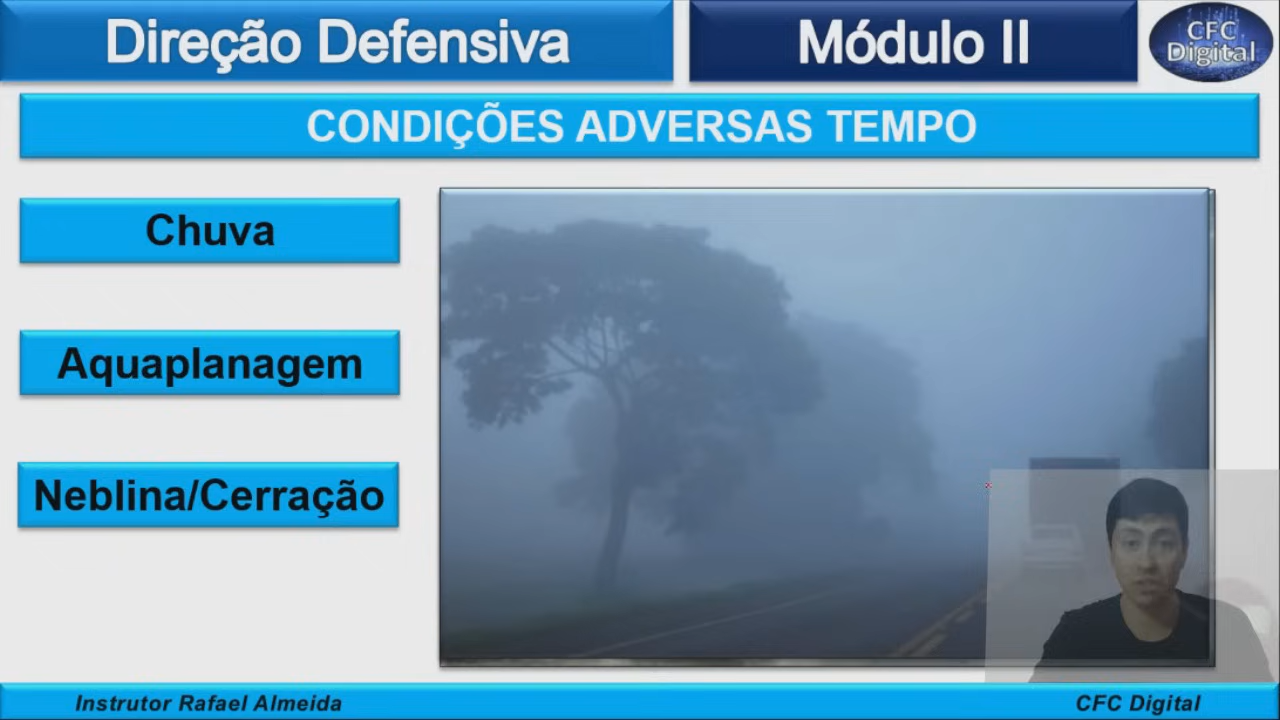 Direção Defensiva
Módulo II
CFC
Digital
CONDIÇÕES ADVERSAS TEMPO
Chuva
Aquaplanagem
Neblina/Cerração
Instrutor Rafael Almeida
CFC Digital